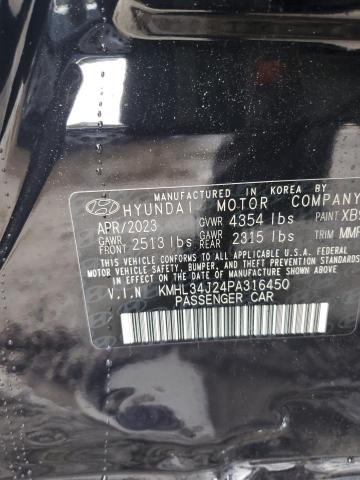 MANUFACTURED IN KOREA BY
HYUNDAI MOTOR COMPANY
APR/2023 GVWR 4354 lbs PAINT
GAWR FRONT 2513 lbs GAWR REAR 2315 lbs TRIM
THIS VEHICLE CONFORMS TO ALL APPLICABLE U.S.A. FEDERAL
MOTOR VEHICLE SAFETY, BUMPER, AND THEFT PREVENTION
STANDARDS IN EFFECT ON THE DATE OF MANUFACTURE SHOWN ABOVE.
V.I.N KMHL34J24PA316450
PASSENGER CAR